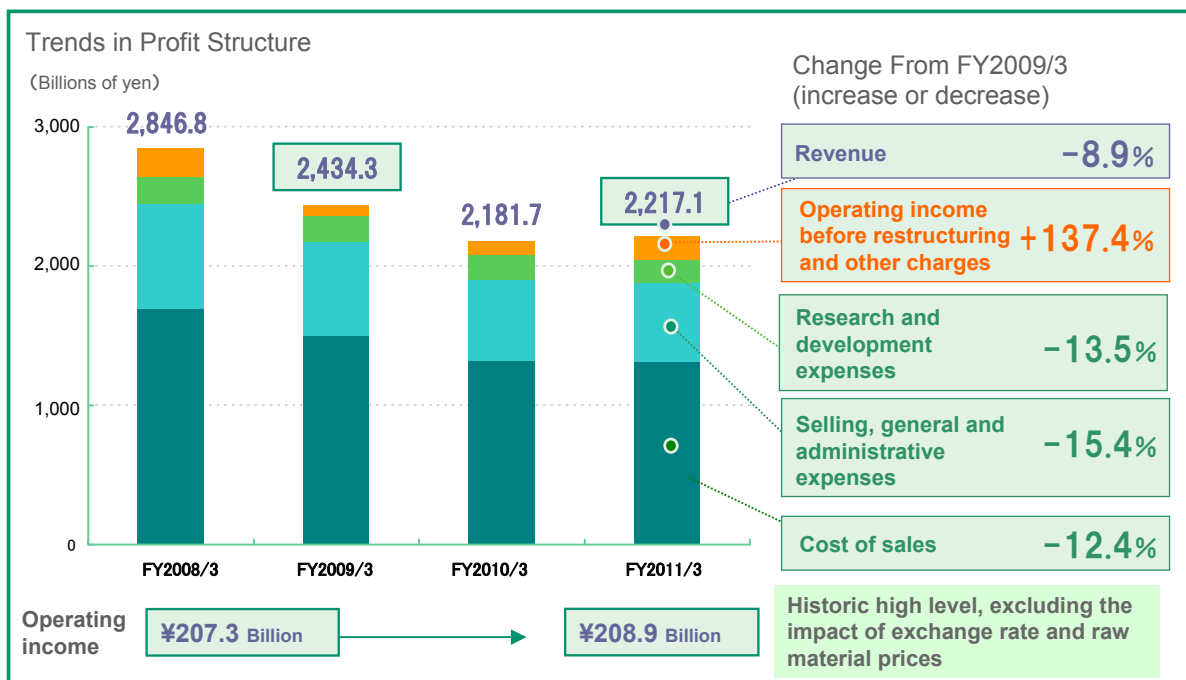 Trends in Profit Structure
(Billions of yen)
Change From FY2009/3
(increase or decrease)
3,000
2,000
1,000
0
2,846.8
2,434.3
2,181.7
2,217.1
FY2008/3
FY2009/3
FY2010/3
FY2011/3
Revenue -8.9%
Operating income
before restructuring +137.4%
and other charges
Research and
development -13.5%
expenses
Selling, general and
administrative -15.4%
expenses
Cost of sales -12.4%
Operating
income
¥207.3 Billion
¥208.9 Billion
Historic high level, excluding the
impact of exchange rate and raw
material prices